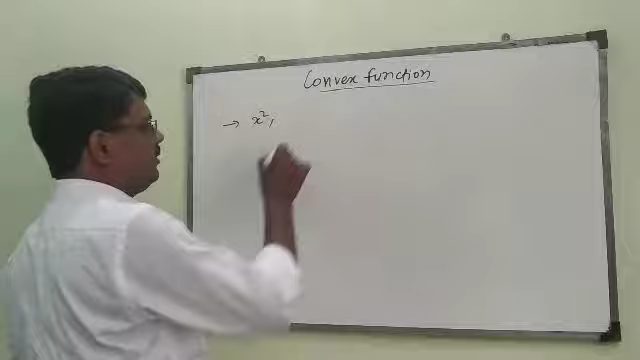 Convex function
→ x²,